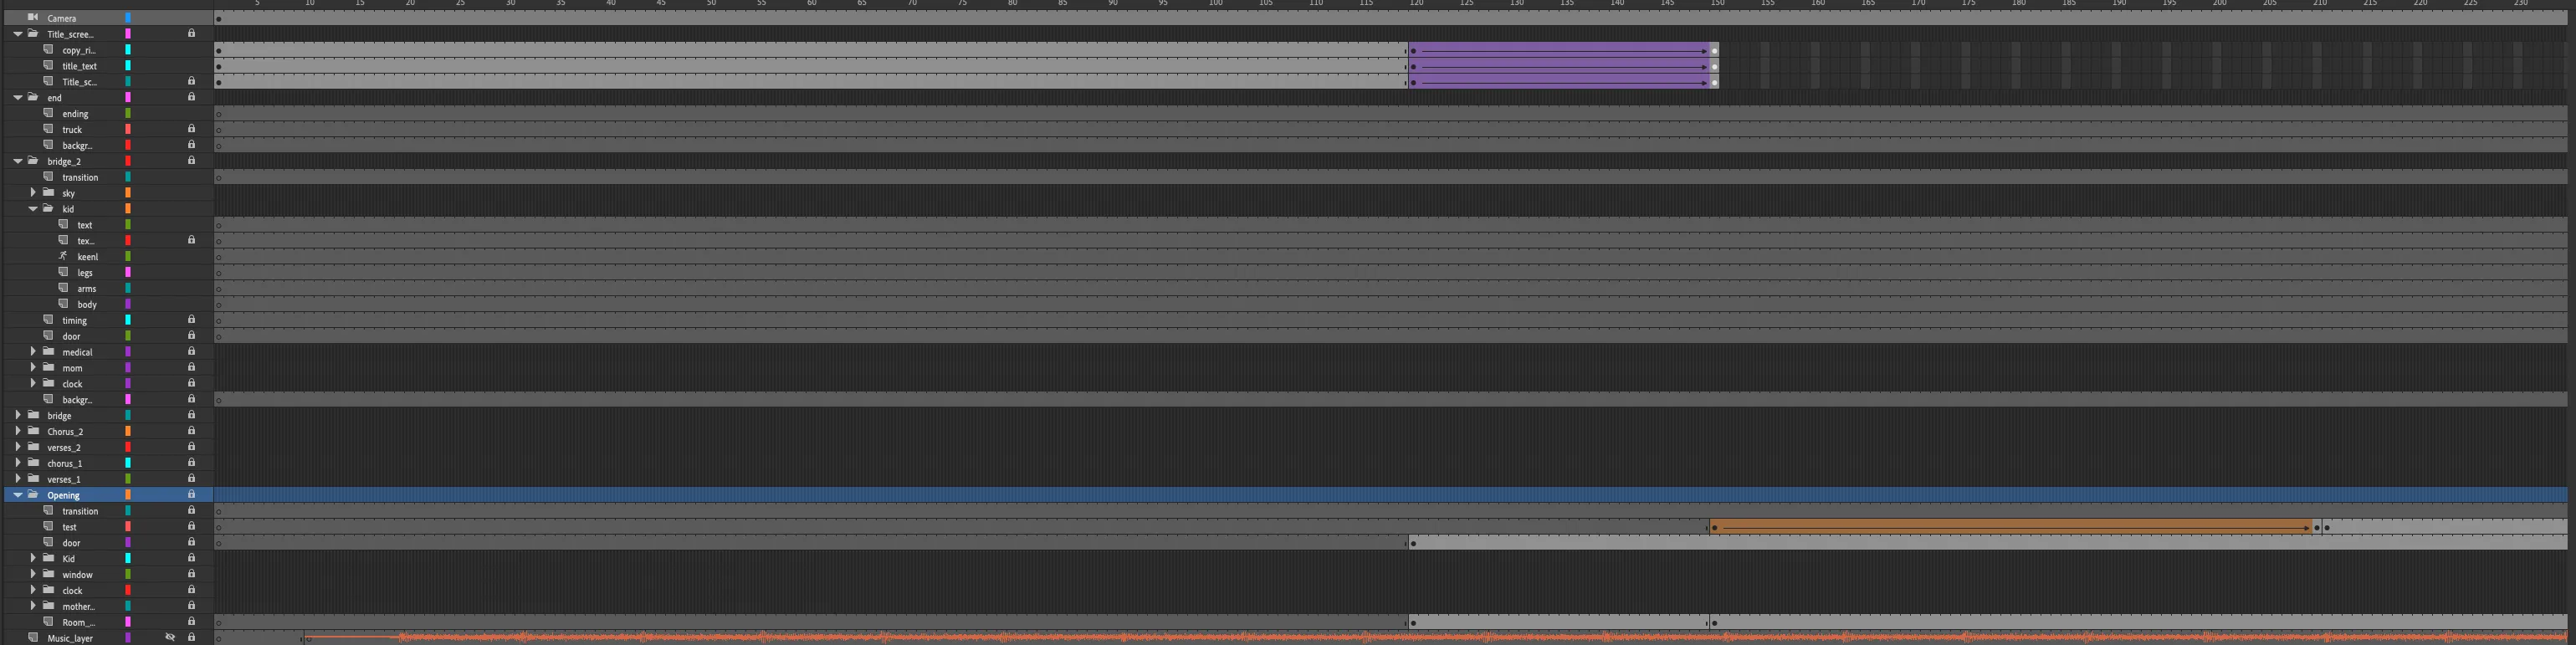 5 10 15 20 25 30 35 40 45 50 55 60 65 70 75 80 85 90 95 100 105 110 115 120 125 130 135 140 145 150 155 160 165 170 175 180 185 190 195 200 205 210 215 220 225 230
Camera
Title_scree...
copy_ri...
title_text
Title_sc...
end
ending
truck
backgr...
bridge_2
transition
sky
kid
text
tex...
keenl
legs
arms
body
timing
door
medical
mom
clock
backgr...
bridge
Chorus_2
verses_2
chorus_1
verses_1
Opening
transition
test
door
Kid
window
clock
mother...
Room_...
Music_layer